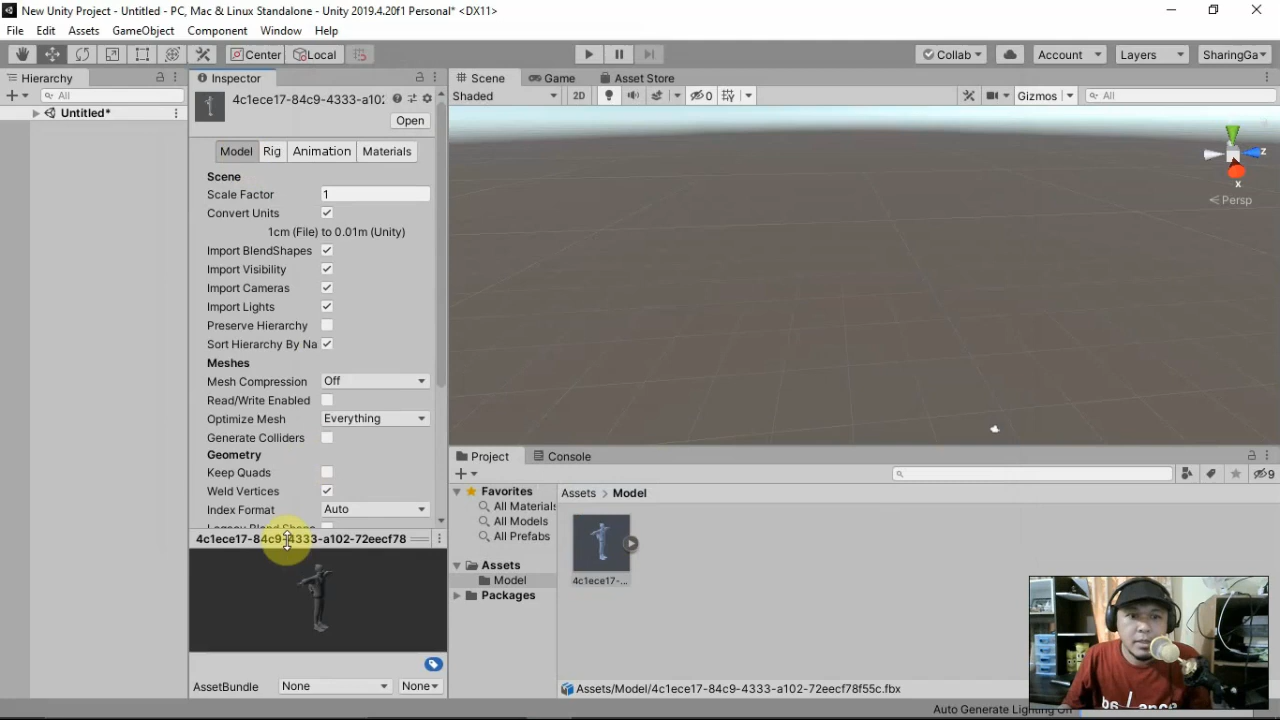 New Unity Project - Untitled - PC, Mac & Linux Standalone - Unity 2019.4.20f1 Personal* <DX11>
File Edit Assets GameObject Component Window Help
Center Local Collab Account Layers SharingGa
Hierarchy
All
Untitled*
Inspector
4c1ece17-84c9-4333-a10
Open
Model Rig Animation Materials
Scene
Scale Factor 1
Convert Units
1cm (File) to 0.01m (Unity)
Import BlendShapes
Import Visibility
Import Cameras
Import Lights
Preserve Hierarchy
Sort Hierarchy By Na
Meshes
Mesh Compression Off
Read/Write Enabled
Optimize Mesh Everything
Generate Colliders
Geometry
Keep Quads
Weld Vertices
Index Format Auto
Legacy Blend Shape
4c1ece17-84c9-4333-a102-72eecf78
AssetBundle None None
Scene Game Asset Store
Shaded 2D 0 Gizmos All
z
x
Persp
Project Console
9
Favorites
All Materials
All Models
All Prefabs
Assets
Model
Packages
Assets > Model
4c1ece17-...
Assets/Model/4c1ece17-84c9-4333-a102-72eecf78f55c.fbx
Auto Generate Lighting Off